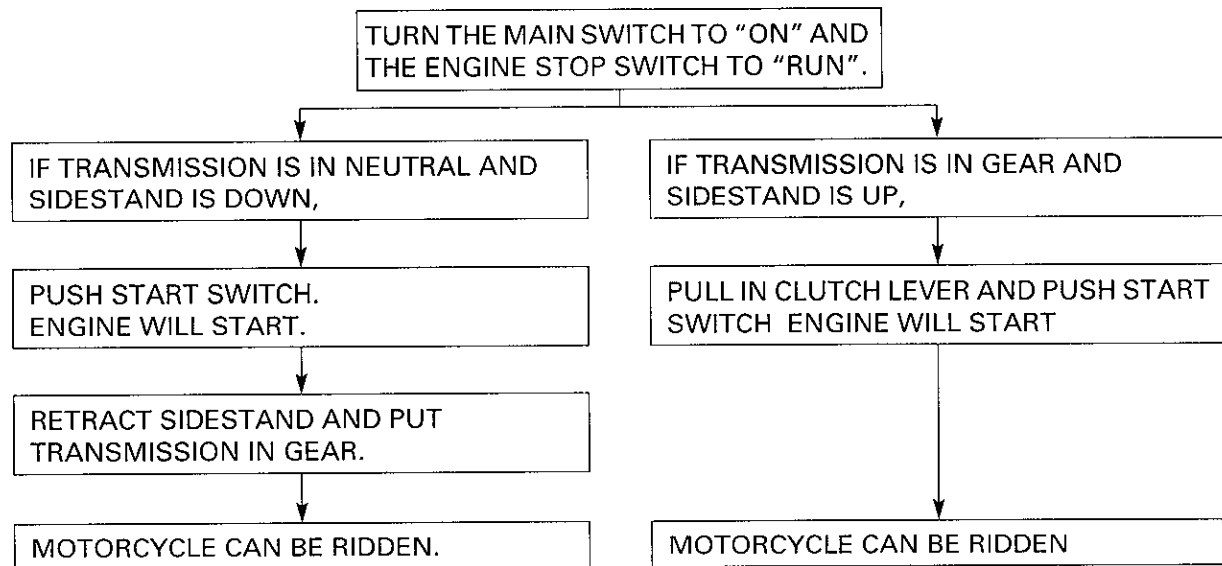 TURN THE MAIN SWITCH TO “ON” AND
THE ENGINE STOP SWITCH TO “RUN”.
IF TRANSMISSION IS IN NEUTRAL AND
SIDESTAND IS DOWN,
PUSH START SWITCH.
ENGINE WILL START.
RETRACT SIDESTAND AND PUT
TRANSMISSION IN GEAR.
MOTORCYCLE CAN BE RIDDEN.
IF TRANSMISSION IS IN GEAR AND
SIDESTAND IS UP,
PULL IN CLUTCH LEVER AND PUSH START
SWITCH ENGINE WILL START
MOTORCYCLE CAN BE RIDDEN